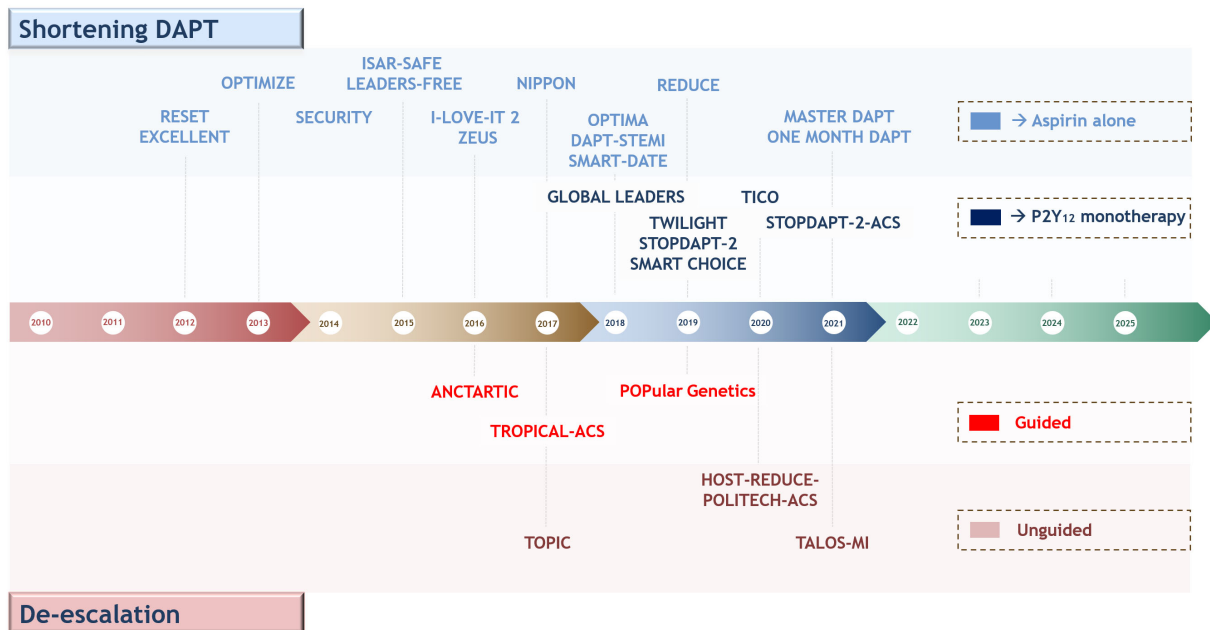 Shortening DAPT
ISAR-SAFE
OPTIMIZE
LEADERS-FREE
NIPPON
REDUCE
RESET
EXCELLENT
SECURITY
I-LOVE-IT 2
ZEUS
OPTIMA
DAPT-STEMI
SMART-DATE
MASTER DAPT
ONE MONTH DAPT
→ Aspirin alone
GLOBAL LEADERS
TICO
TWILIGHT
STOPDAPT-2
SMART CHOICE
STOPDAPT-2-ACS
→ P2Y₁₂ monotherapy
2010
2011
2012
2013
2014
2015
2016
2017
2018
2019
2020
2021
2022
2023
2024
2025
ANCTARTIC
POPular Genetics
TROPICAL-ACS
Guided
HOST-REDUCE-
POLITECH-ACS
TOPIC
TALOS-MI
Unguided
De-escalation